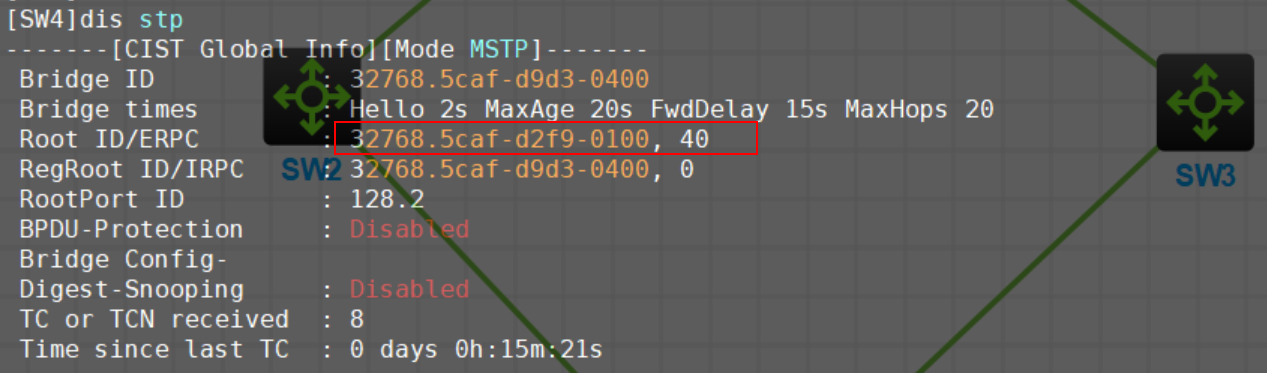 [SW4]dis stp
-------[CIST Global Info][Mode MSTP]-------
Bridge ID : 32768.5caf-d9d3-0400
Bridge times : Hello 2s MaxAge 20s FwdDelay 15s MaxHops 20
Root ID/ERPC : 32768.5caf-d2f9-0100, 40
RegRoot ID/IRPC : 32768.5caf-d9d3-0400, 0
RootPort ID : 128.2
BPDU-Protection : Disabled
Bridge Config-
Digest-Snooping : Disabled
TC or TCN received : 8
Time since last TC : 0 days 0h:15m:21s
SW2
SW3